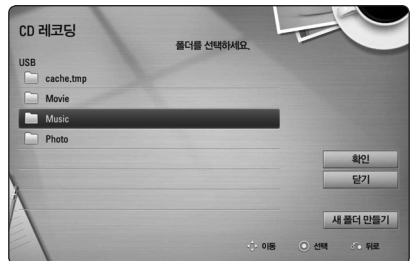 CD 레코딩
폴더를 선택하세요.
USB
cache.tmp
Movie
Music
Photo
확인
닫기
새 폴더 만들기
이동 선택 뒤로